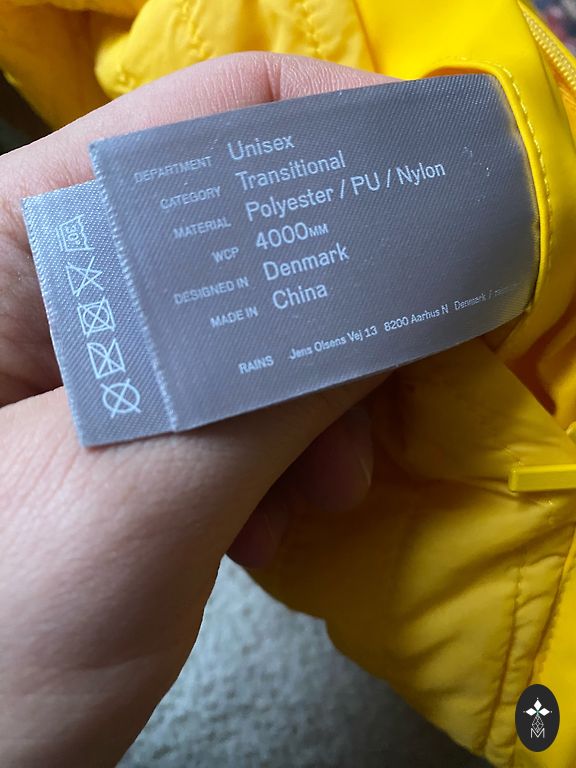 DEPARTMENT Unisex
CATEGORY Transitional
MATERIAL Polyester / PU / Nylon
WCP 4000MM
DESIGNED IN Denmark
MADE IN China
RAINS Jens Olsens Vej 13 8200 Aarhus N Denmark /
30°
M